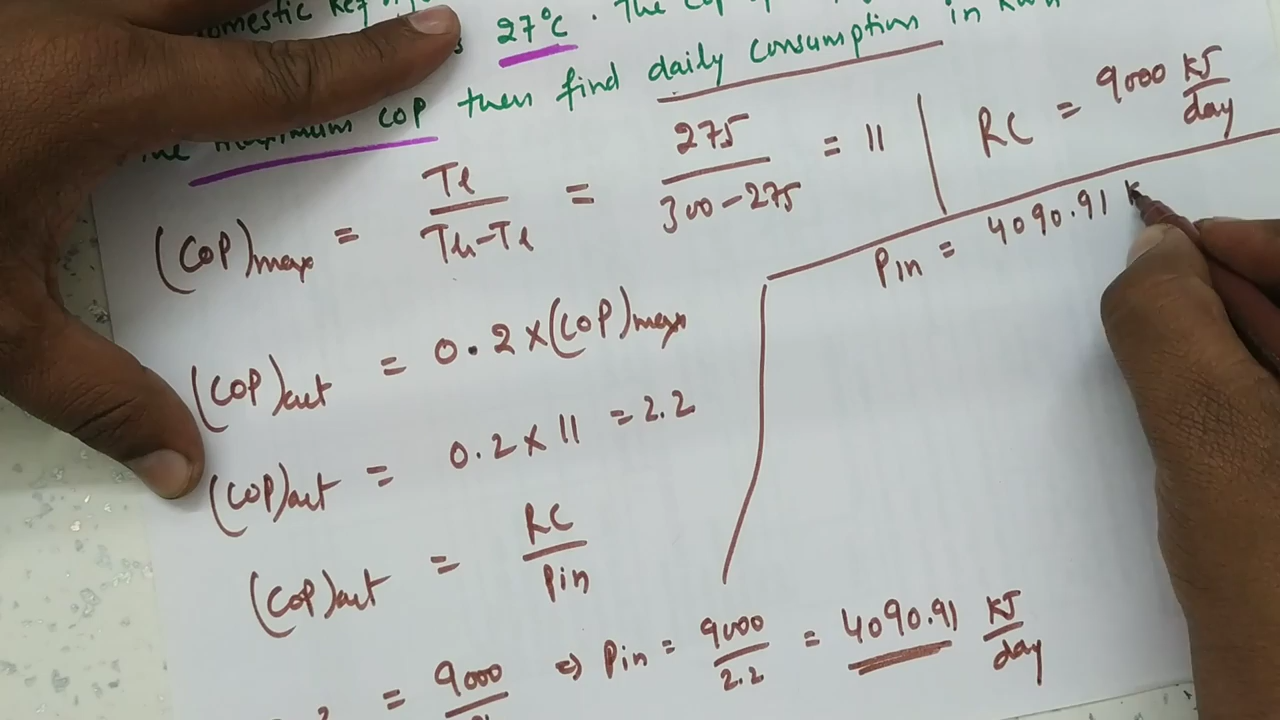 27°C. The COP
maximum COP then find daily consumption in kwh
(COP)max = Tl / Th-Tl = 275 / 300-275 = 11
RC = 9000 KJ/day
Pin = 4090.91 K
(COP)act = 0.2 x (COP)max
(COP)act = 0.2 x 11 = 2.2
(COP)act = RC / Pin
= 9000 ⇒ Pin = 9000 / 2.2 = 4090.91 KJ/day